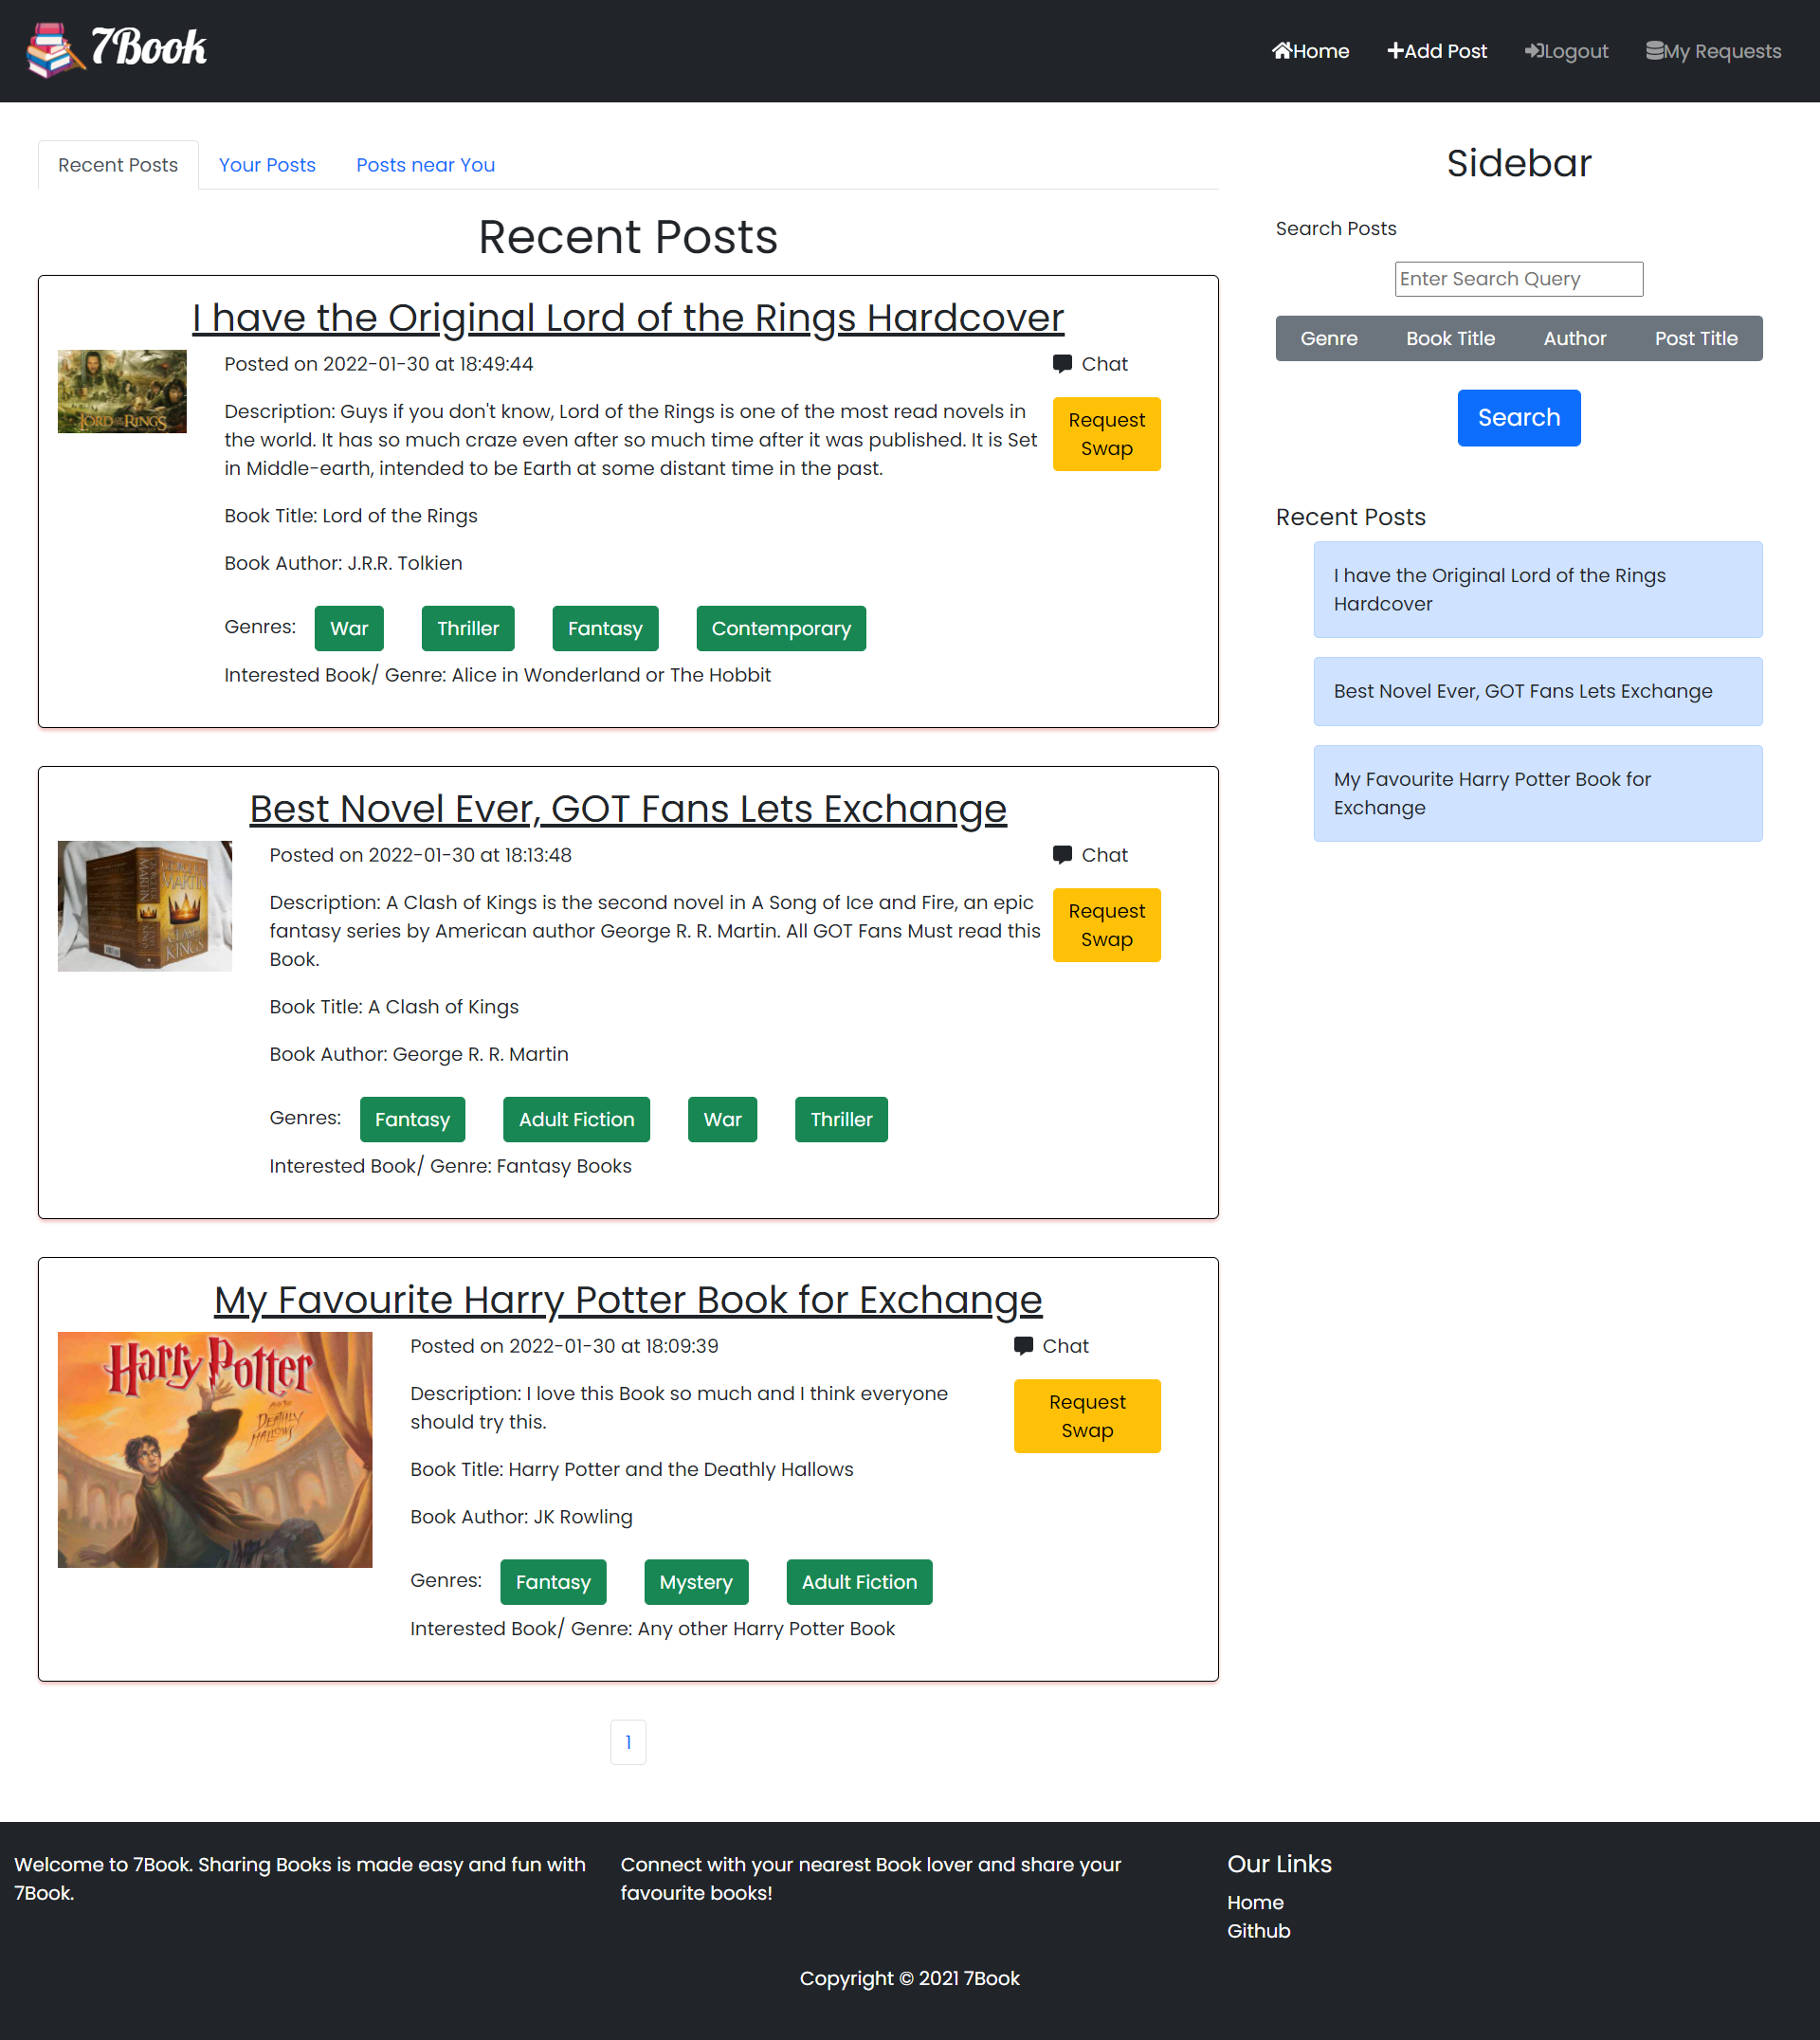 7Book
Home
Add Post
Logout
My Requests
Recent Posts
Your Posts
Posts near You
Recent Posts
I have the Original Lord of the Rings Hardcover
LORD OF THE RINGS
Posted on 2022-01-30 at 18:49:44
Chat
Description: Guys if you don't know, Lord of the Rings is one of the most read novels in
the world. It has so much craze even after so much time after it was published. It is Set
in Middle-earth, intended to be Earth at some distant time in the past.
Request
Swap
Book Title: Lord of the Rings
Book Author: J.R.R. Tolkien
Genres:
War
Thriller
Fantasy
Contemporary
Interested Book/ Genre: Alice in Wonderland or The Hobbit
Best Novel Ever, GOT Fans Lets Exchange
MARTIN
CLASH
KINGS
Posted on 2022-01-30 at 18:13:48
Chat
Description: A Clash of Kings is the second novel in A Song of Ice and Fire, an epic
fantasy series by American author George R. R. Martin. All GOT Fans Must read this
Book.
Request
Swap
Book Title: A Clash of Kings
Book Author: George R. R. Martin
Genres:
Fantasy
Adult Fiction
War
Thriller
Interested Book/ Genre: Fantasy Books
My Favourite Harry Potter Book for Exchange
Harry Potter
AND THE
DEATHLY
HALLOWS
Posted on 2022-01-30 at 18:09:39
Chat
Description: I love this Book so much and I think everyone
should try this.
Request
Swap
Book Title: Harry Potter and the Deathly Hallows
Book Author: JK Rowling
Genres:
Fantasy
Mystery
Adult Fiction
Interested Book/ Genre: Any other Harry Potter Book
1
Sidebar
Search Posts
Enter Search Query
Genre
Book Title
Author
Post Title
Search
Recent Posts
I have the Original Lord of the Rings
Hardcover
Best Novel Ever, GOT Fans Lets Exchange
My Favourite Harry Potter Book for
Exchange
Welcome to 7Book. Sharing Books is made easy and fun with
7Book.
Connect with your nearest Book lover and share your
favourite books!
Our Links
Home
Github
Copyright © 2021 7Book